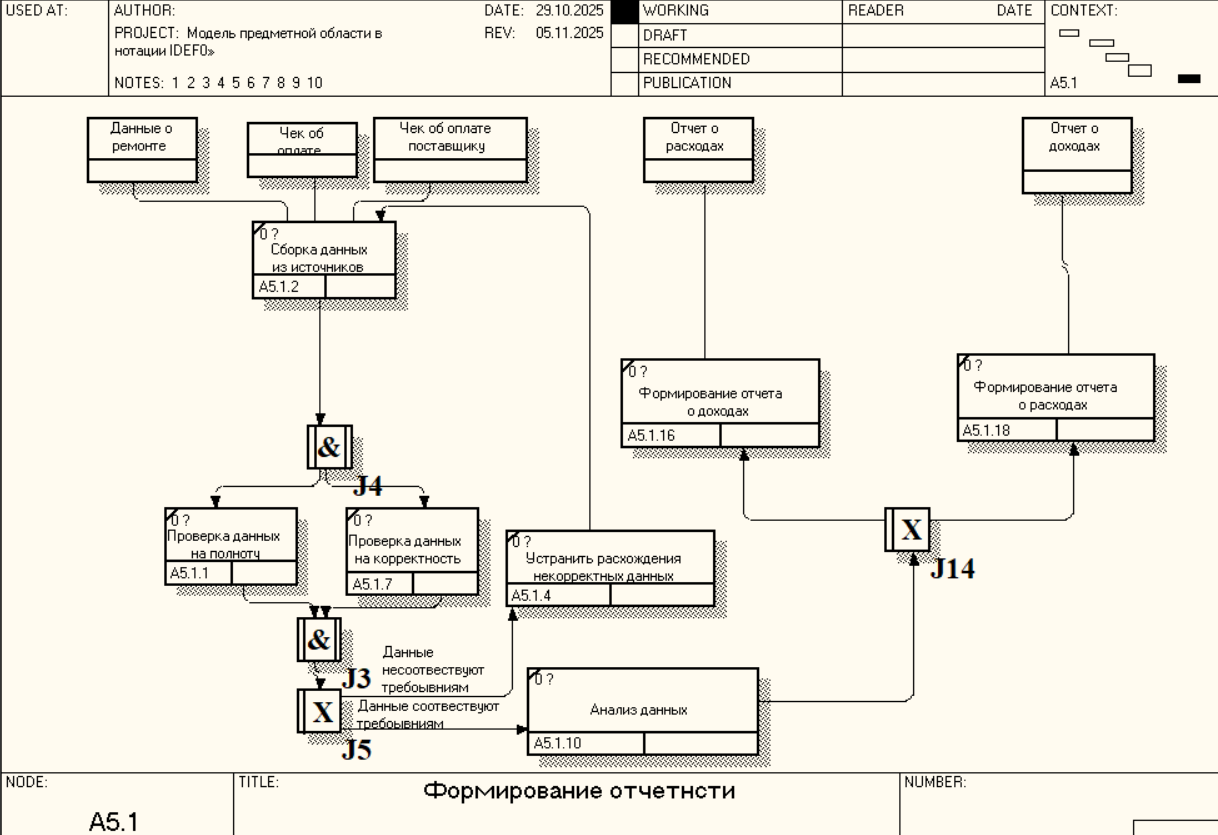 USED AT:
AUTHOR:
DATE: 29.10.2025
PROJECT: Модель предметной области в
нотации IDEF0»
REV: 05.11.2025
NOTES: 1 2 3 4 5 6 7 8 9 10
WORKING
DRAFT
RECOMMENDED
PUBLICATION
READER DATE
CONTEXT:
A5.1
Данные о
ремонте
Чек об
оплате
Чек об оплате
поставщику
Отчет о
расходах
Отчет о
доходах
0 ?
Сборка данных
из источников
A5.1.2
0 ?
Формирование отчета
о доходах
A5.1.16
0 ?
Формирование отчета
о расходах
A5.1.18
&
J4
0 ?
Проверка данных
на полноту
A5.1.1
0 ?
Проверка данных
на корректность
A5.1.7
0 ?
Устранить расхождения
некорректных данных
A5.1.4
X
J14
&
J3
Данные
несоотвествуют
требоывниям
X
J5
Данные соотвествуют
требоывниям
0 ?
Анализ данных
A5.1.10
NODE:
A5.1
TITLE:
Формирование отчетнсти
NUMBER: